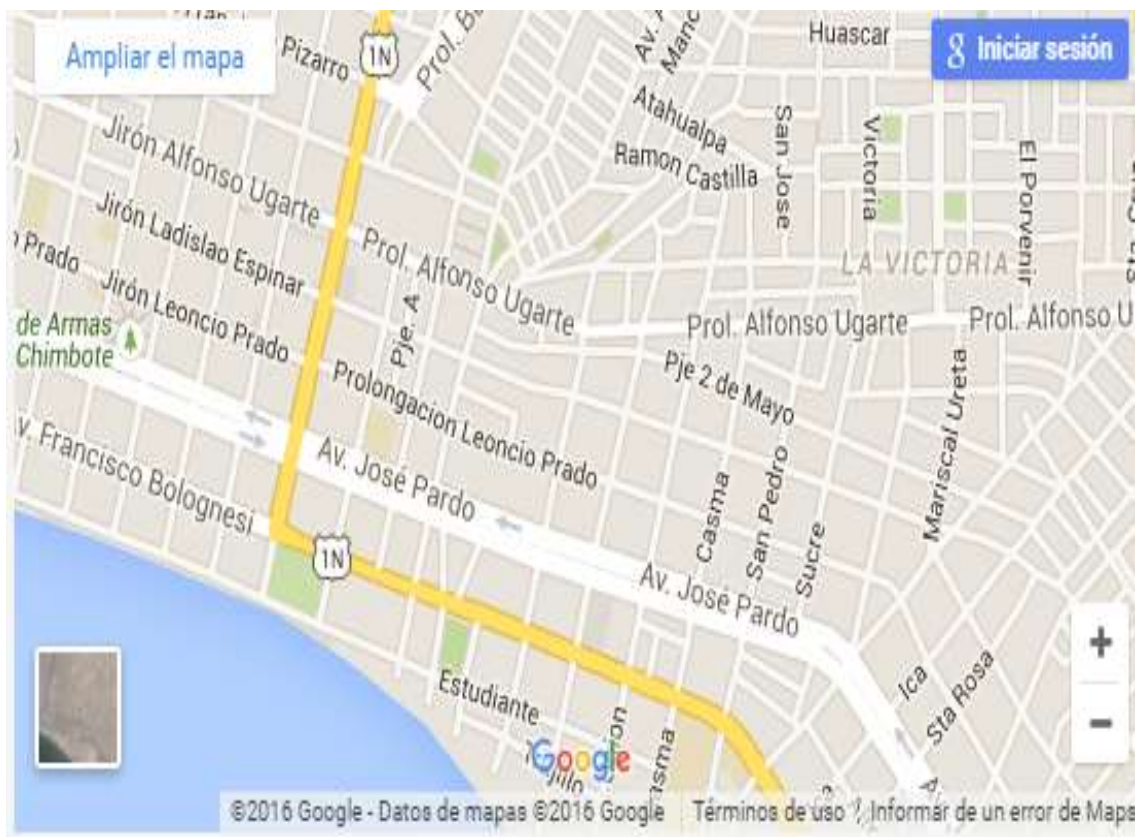 Ampliar el mapa
Pizarro
1N
Prol.
Av.
Huascar
g Iniciar sesión
Atahualpa
Ramon Castilla
San Jose
Victoria
El Porvenir
Jirón Alfonso Ugarte
Jirón Ladislao Espinar
Prado
Jirón Leoncio Prado
Prol. Alfonso Ugarte
Pje. A
LA VICTORIA
Prol. Alfonso Ugarte
Prol. Alfonso U
de Armas
Chimbote
Prolongacion Leoncio Prado
Pje 2 de Mayo
Mariscal Ureta
v. Francisco Bolognesi
Av. José Pardo
Casma
San Pedro
Sucre
1N
Av. José Pardo
Estudiante
Ica
Sta Rosa
+
−
Google
©2016 Google - Datos de mapas ©2016 Google
Términos de uso
Informar de un error de Maps